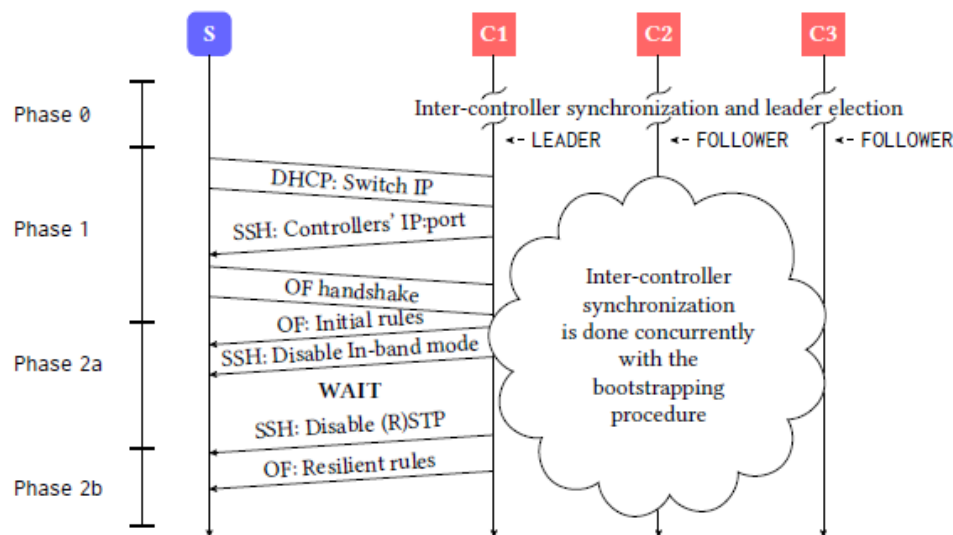 S
C1
C2
C3
Phase 0
Inter-controller synchronization and leader election
<- LEADER
<- FOLLOWER
<- FOLLOWER
DHCP: Switch IP
Phase 1
SSH: Controllers' IP:port
OF handshake
OF: Initial rules
SSH: Disable In-band mode
Phase 2a
WAIT
SSH: Disable (R)STP
OF: Resilient rules
Phase 2b
Inter-controller
synchronization
is done concurrently
with the
bootstrapping
procedure